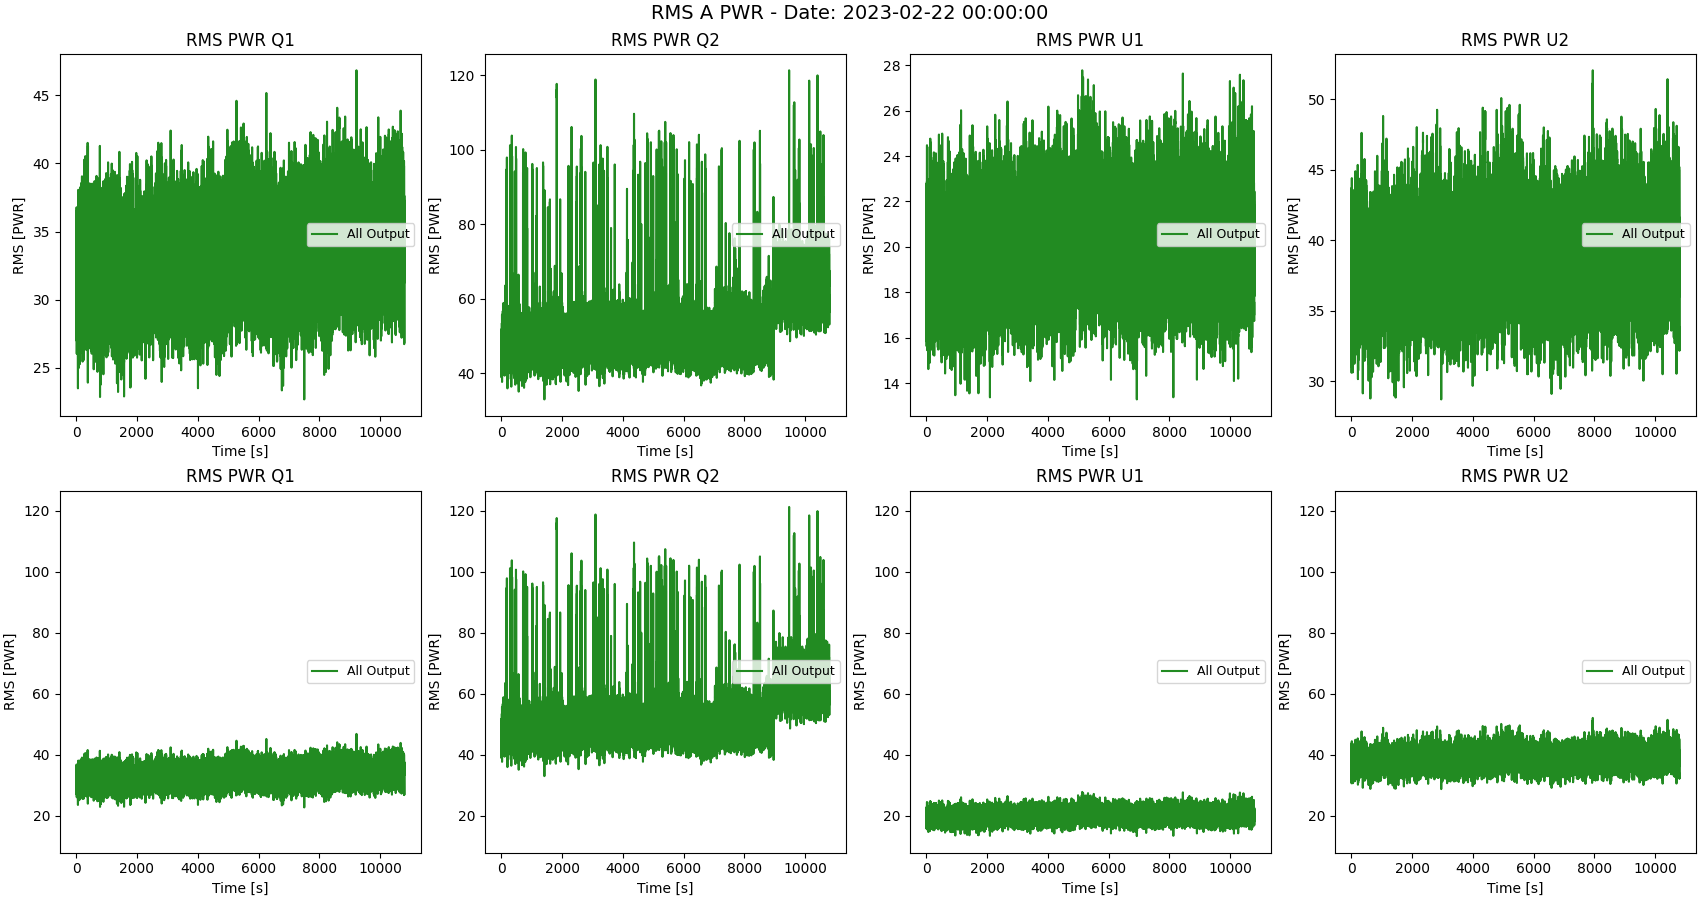 RMS A PWR - Date: 2023-02-22 00:00:00
RMS PWR Q1
RMS [PWR]
45
40
35
30
25
All Output
0 2000 4000 6000 8000 10000
Time [s]
RMS PWR Q2
RMS [PWR]
120
100
80
60
40
All Output
0 2000 4000 6000 8000 10000
Time [s]
RMS PWR U1
RMS [PWR]
28
26
24
22
20
18
16
14
All Output
0 2000 4000 6000 8000 10000
Time [s]
RMS PWR U2
RMS [PWR]
50
45
40
35
30
All Output
0 2000 4000 6000 8000 10000
Time [s]
RMS PWR Q1
RMS [PWR]
120
100
80
60
40
20
All Output
0 2000 4000 6000 8000 10000
Time [s]
RMS PWR Q2
RMS [PWR]
120
100
80
60
40
20
All Output
0 2000 4000 6000 8000 10000
Time [s]
RMS PWR U1
RMS [PWR]
120
100
80
60
40
20
All Output
0 2000 4000 6000 8000 10000
Time [s]
RMS PWR U2
RMS [PWR]
120
100
80
60
40
20
All Output
0 2000 4000 6000 8000 10000
Time [s]